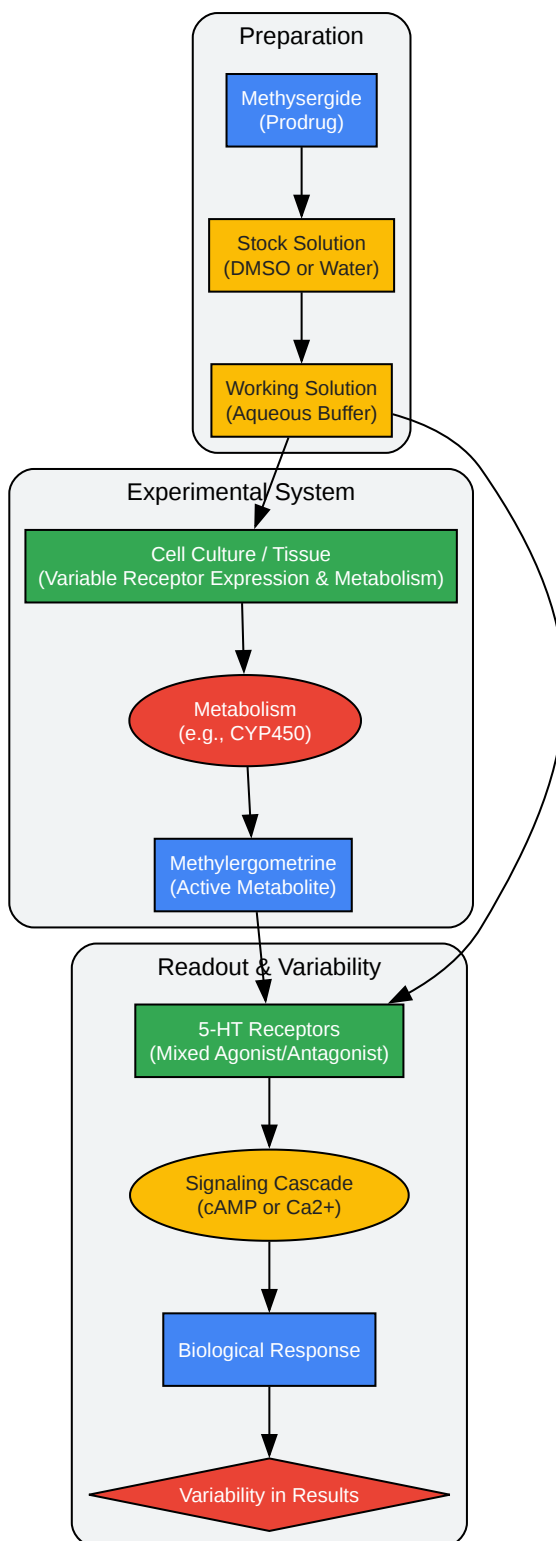 Preparation
Methysergide
(Prodrug)
Stock Solution
(DMSO or Water)
Working Solution
(Aqueous Buffer)
Experimental System
Cell Culture / Tissue
(Variable Receptor Expression & Metabolism)
Metabolism
(e.g., CYP450)
Methylergometrine
(Active Metabolite)
Readout & Variability
5-HT Receptors
(Mixed Agonist/Antagonist)
Signaling Cascade
(cAMP or Ca2+)
Biological Response
Variability in Results